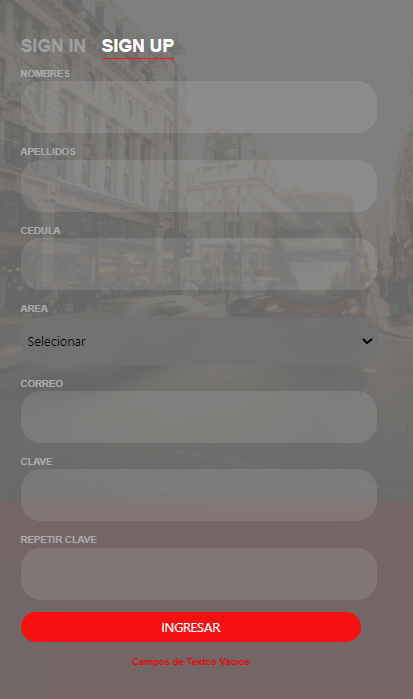 SIGN IN SIGN UP
NOMBRES
APELLIDOS
CEDULA
AREA
Selecionar
CORREO
CLAVE
REPETIR CLAVE
INGRESAR
Campos de Textos Vacios